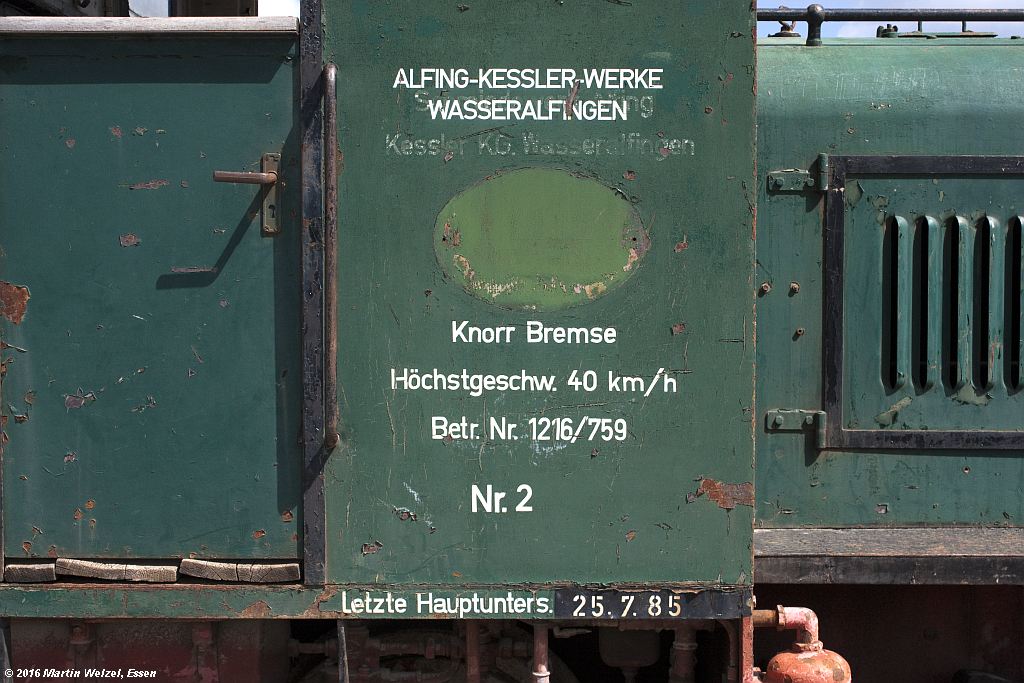 ALFING-KESSLER-WERKE
WASSERALFINGEN
Kessler K.G. Wasseralfingen
Knorr Bremse
Höchstgeschw. 40 km/h
Betr. Nr. 1216/759
Nr. 2
Letzte Hauptunters. 25.7.85
© 2016 Martin Welzel, Essen